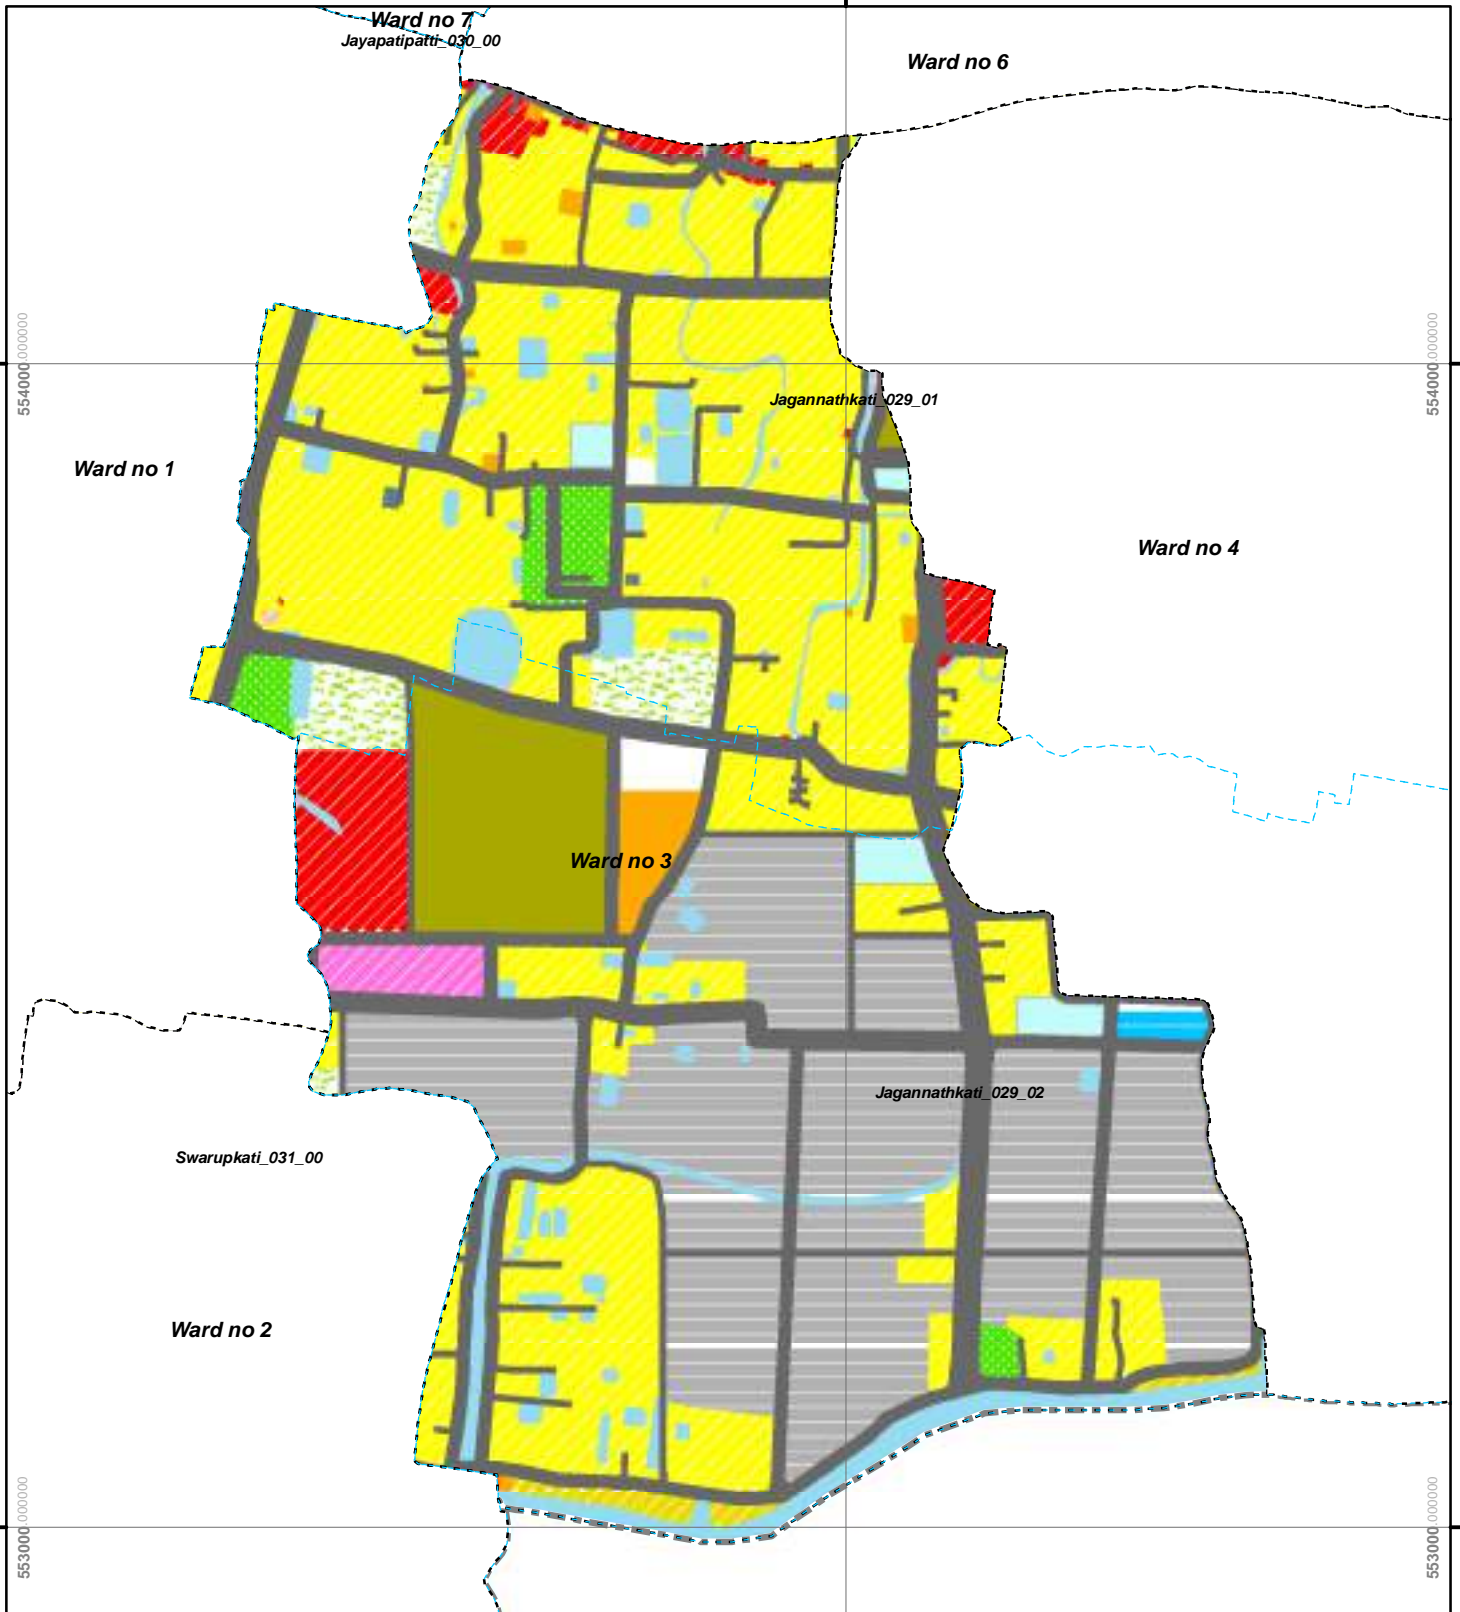 Ward no 7
Jayapatipatti_030_00
Ward no 6
554000.000000
554000.000000
Jagannathkati_029_01
Ward no 1
Ward no 4
Ward no 3
Jagannathkati_029_02
Swarupkati_031_00
Ward no 2
553000.000000
553000.000000